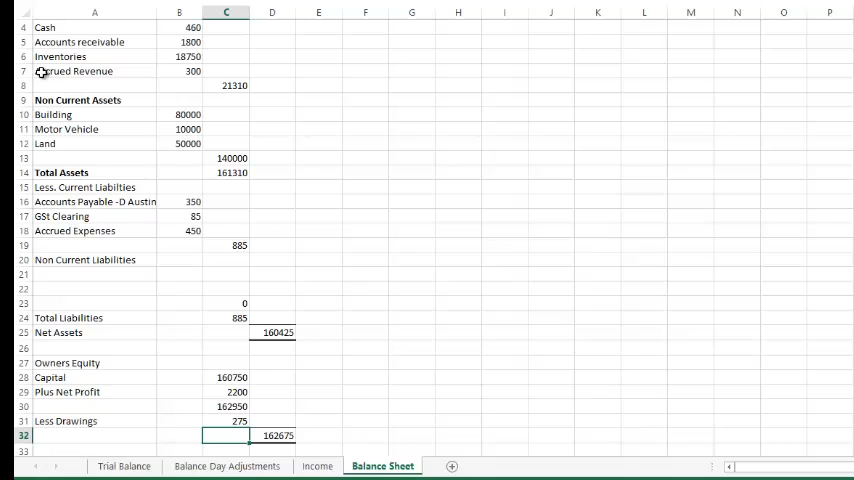 A B C D E F G H I J K L M N O P
4 Cash 460
5 Accounts receivable 1800
6 Inventories 18750
7 Accrued Revenue 300
8 21310
9 Non Current Assets
10 Building 80000
11 Motor Vehicle 10000
12 Land 50000
13 140000
14 Total Assets 161310
15 Less. Current Liabilties
16 Accounts Payable -D Austin 350
17 GSt Clearing 85
18 Accrued Expenses 450
19 885
20 Non Current Liabilities
21
22
23 0
24 Total Liabilities 885
25 Net Assets 160425
26
27 Owners Equity
28 Capital 160750
29 Plus Net Profit 2200
30 162950
31 Less Drawings 275
32 162675
33
Trial Balance Balance Day Adjustments Income Balance Sheet